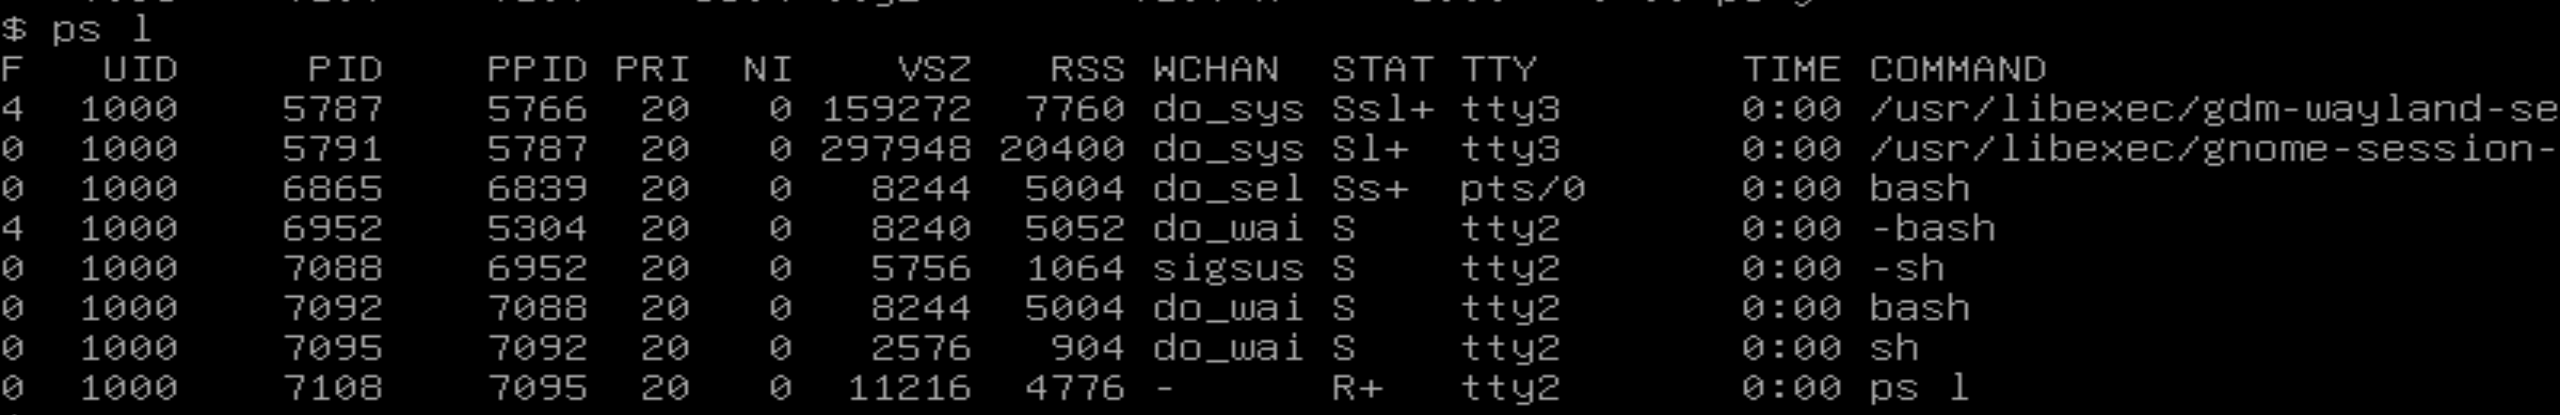 $ ps l
F UID PID PPID PRI NI VSZ RSS WCHAN STAT TTY TIME COMMAND
4 1000 5787 5766 20 0 159272 7760 do_sys Ssl+ tty3 0:00 /usr/libexec/gdm-wayland-se
0 1000 5791 5787 20 0 297948 20400 do_sys Sl+ tty3 0:00 /usr/libexec/gnome-session-
0 1000 6865 6839 20 0 8244 5004 do_sel Ss+ pts/0 0:00 bash
4 1000 6952 5304 20 0 8240 5052 do_wai S tty2 0:00 -bash
0 1000 7088 6952 20 0 5756 1064 sigsus S tty2 0:00 -sh
0 1000 7092 7088 20 0 8244 5004 do_wai S tty2 0:00 bash
0 1000 7095 7092 20 0 2576 904 do_wai S tty2 0:00 sh
0 1000 7108 7095 20 0 11216 4776 - R+ tty2 0:00 ps l